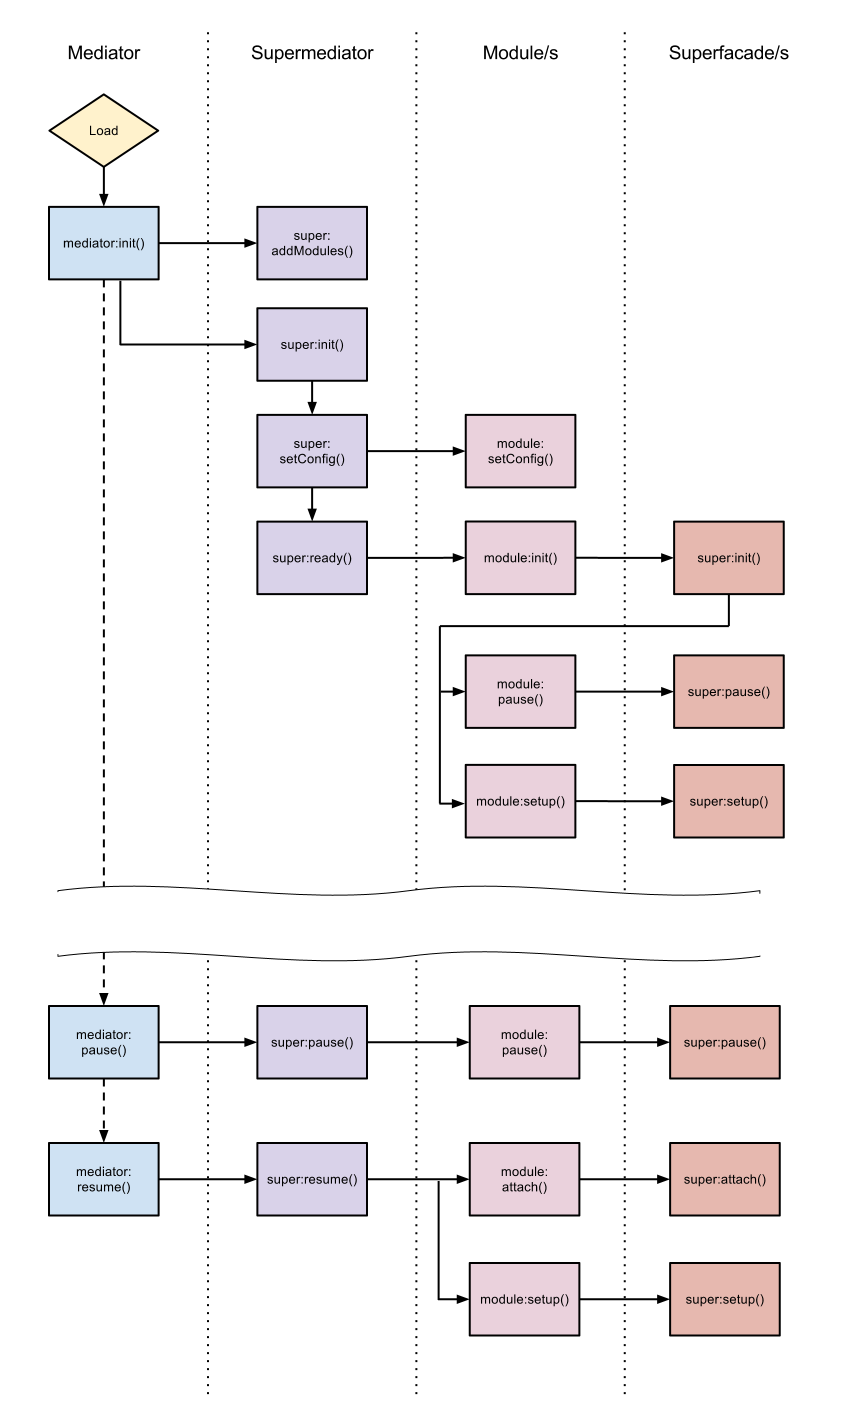 Mediator
Supermediator
Module/s
Superfacade/s
Load
mediator:init()
super:
addModules()
super:init()
super:
setConfig()
module:
setConfig()
super:ready()
module:init()
super:init()
module:
pause()
super:pause()
module:setup()
super:setup()
mediator:
pause()
super:pause()
module:
pause()
super:pause()
mediator:
resume()
super:resume()
module:
attach()
super:attach()
module:setup()
super:setup()